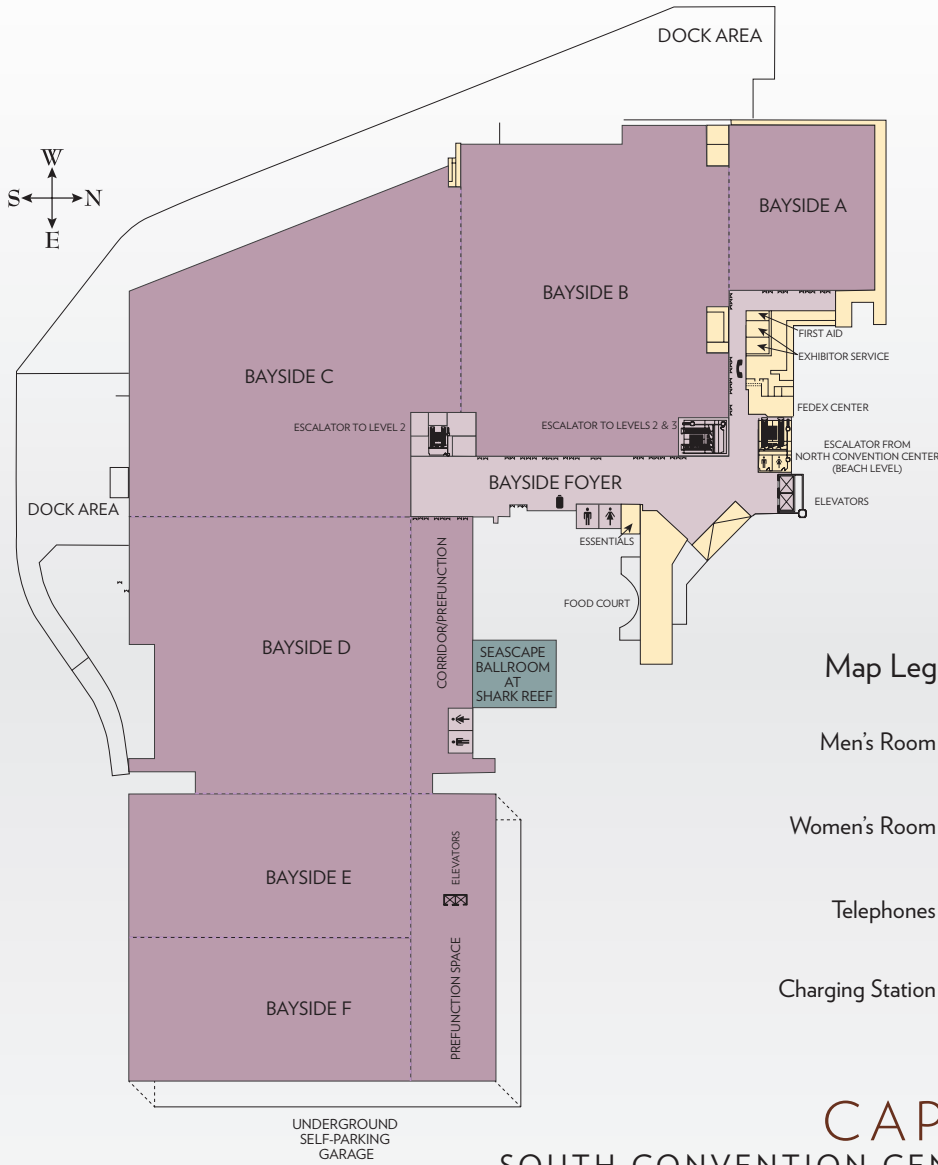 DOCK AREA
W
S N
E
BAYSIDE A
BAYSIDE B
FIRST AID
EXHIBITOR SERVICE
BAYSIDE C
FEDEX CENTER
ESCALATOR TO LEVEL 2
ESCALATOR TO LEVELS 2 & 3
ESCALATOR FROM
NORTH CONVENTION CENTER
(BEACH LEVEL)
BAYSIDE FOYER
ELEVATORS
DOCK AREA
ESSENTIALS
CORRIDOR/PREFUNCTION
FOOD COURT
BAYSIDE D
SEASCAPE
BALLROOM
AT
SHARK REEF
Map Leg
Men's Room
Women's Room
ELEVATORS
BAYSIDE E
Telephones
PREFUNCTION SPACE
Charging Station
BAYSIDE F
UNDERGROUND
SELF-PARKING
GARAGE
CAP
SOUTH CONVENTION CEN